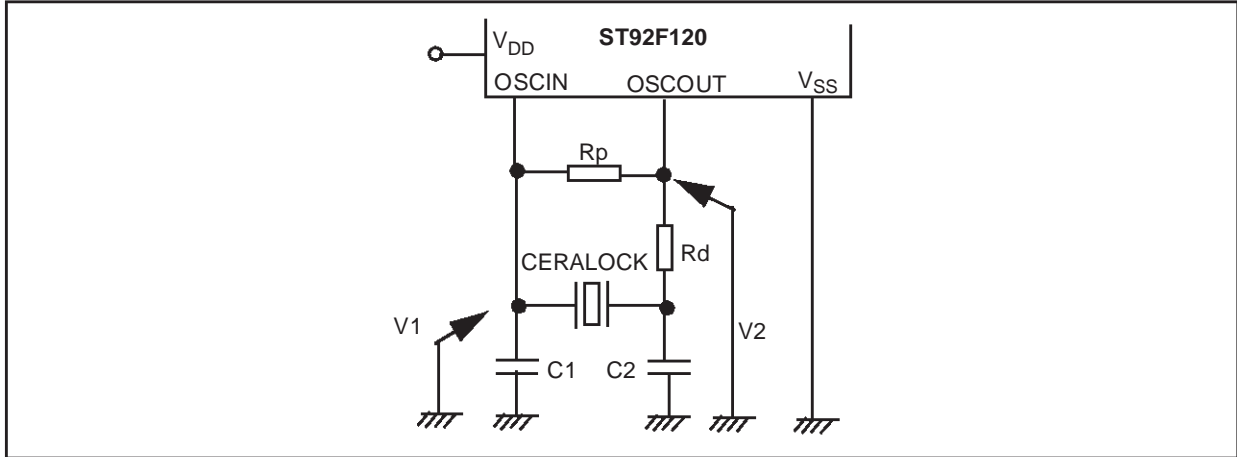 ST92F120
VDD
OSCIN
OSCOUT
VSS
Rp
Rd
CERALOCK
V1
V2
C1
C2